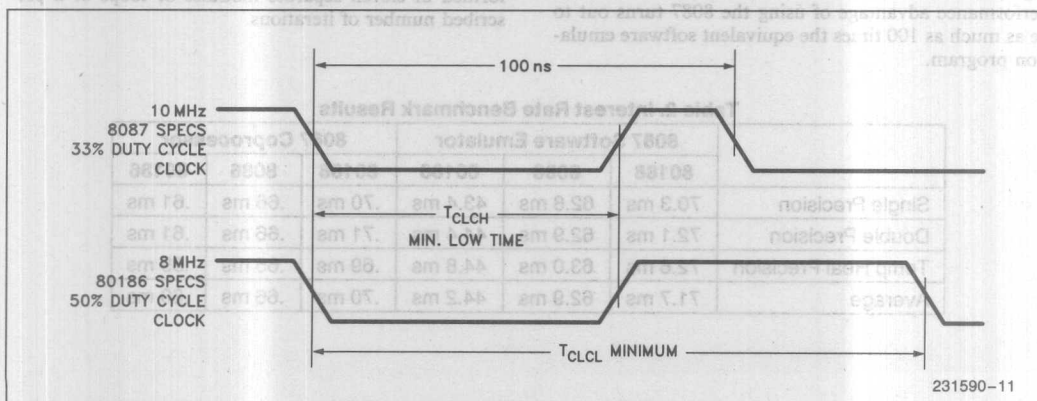 100 ns
10 MHz
8087 SPECS
33% DUTY CYCLE
CLOCK
TCLCH
MIN. LOW TIME
8 MHz
80186 SPECS
50% DUTY CYCLE
CLOCK
TCLCL MINIMUM
231590-11